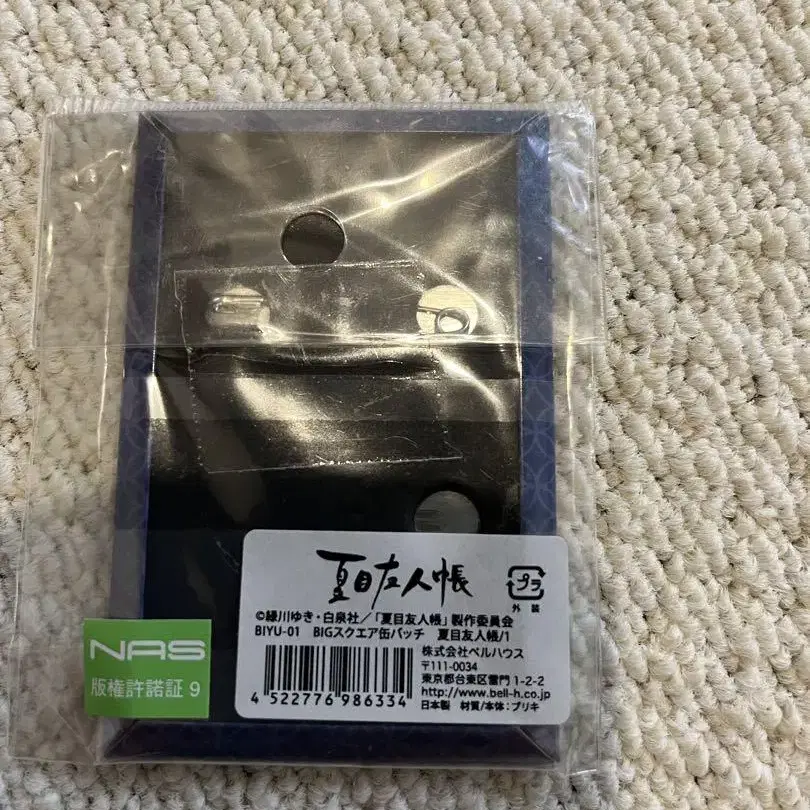 夏目友人帳
プラ
外装
©緑川ゆき・白泉社／「夏目友人帳」製作委員会
BIYU-01 BIGスクエア缶バッチ 夏目友人帳/1
株式会社ベルハウス
〒111-0034
東京都台東区雷門 1-2-2
http://www.bell-h.co.jp
日本製 材質/本体：ブリキ
4 522776 986334
NAS
版権許諾証 9